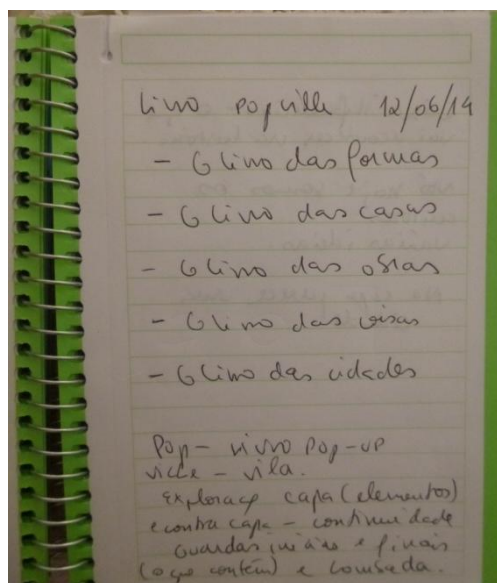 Livro popville 12/06/14
- O livro das formas
- O livro das casas
- O livro das obras
- O livro das coisas
- O livro das cidades
Pop - livro pop-up
ville - vila.
Exploração capa (elementos)
e contra capa - continuidade
Guardas iniciais e finais
(o que contêm) e lombada.